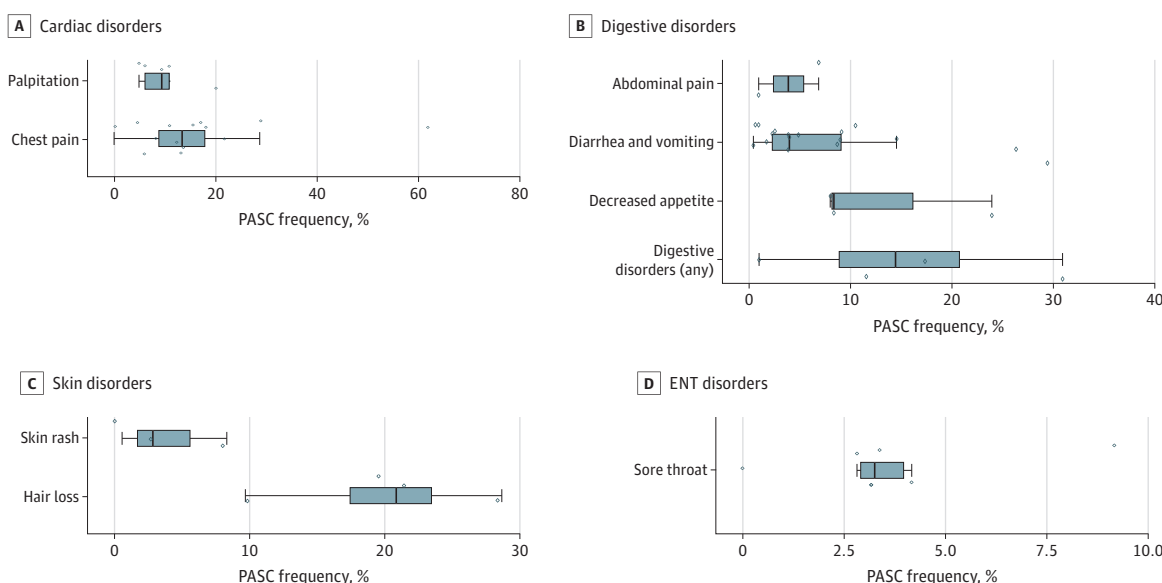 A Cardiac disorders
Palpitation
Chest pain
0 20 40 60 80
PASC frequency, %
B Digestive disorders
Abdominal pain
Diarrhea and vomiting
Decreased appetite
Digestive
disorders (any)
0 10 20 30 40
PASC frequency, %
C Skin disorders
Skin rash
Hair loss
0 10 20 30
PASC frequency, %
D ENT disorders
Sore throat
0 2.5 5.0 7.5 10.0
PASC frequency, %